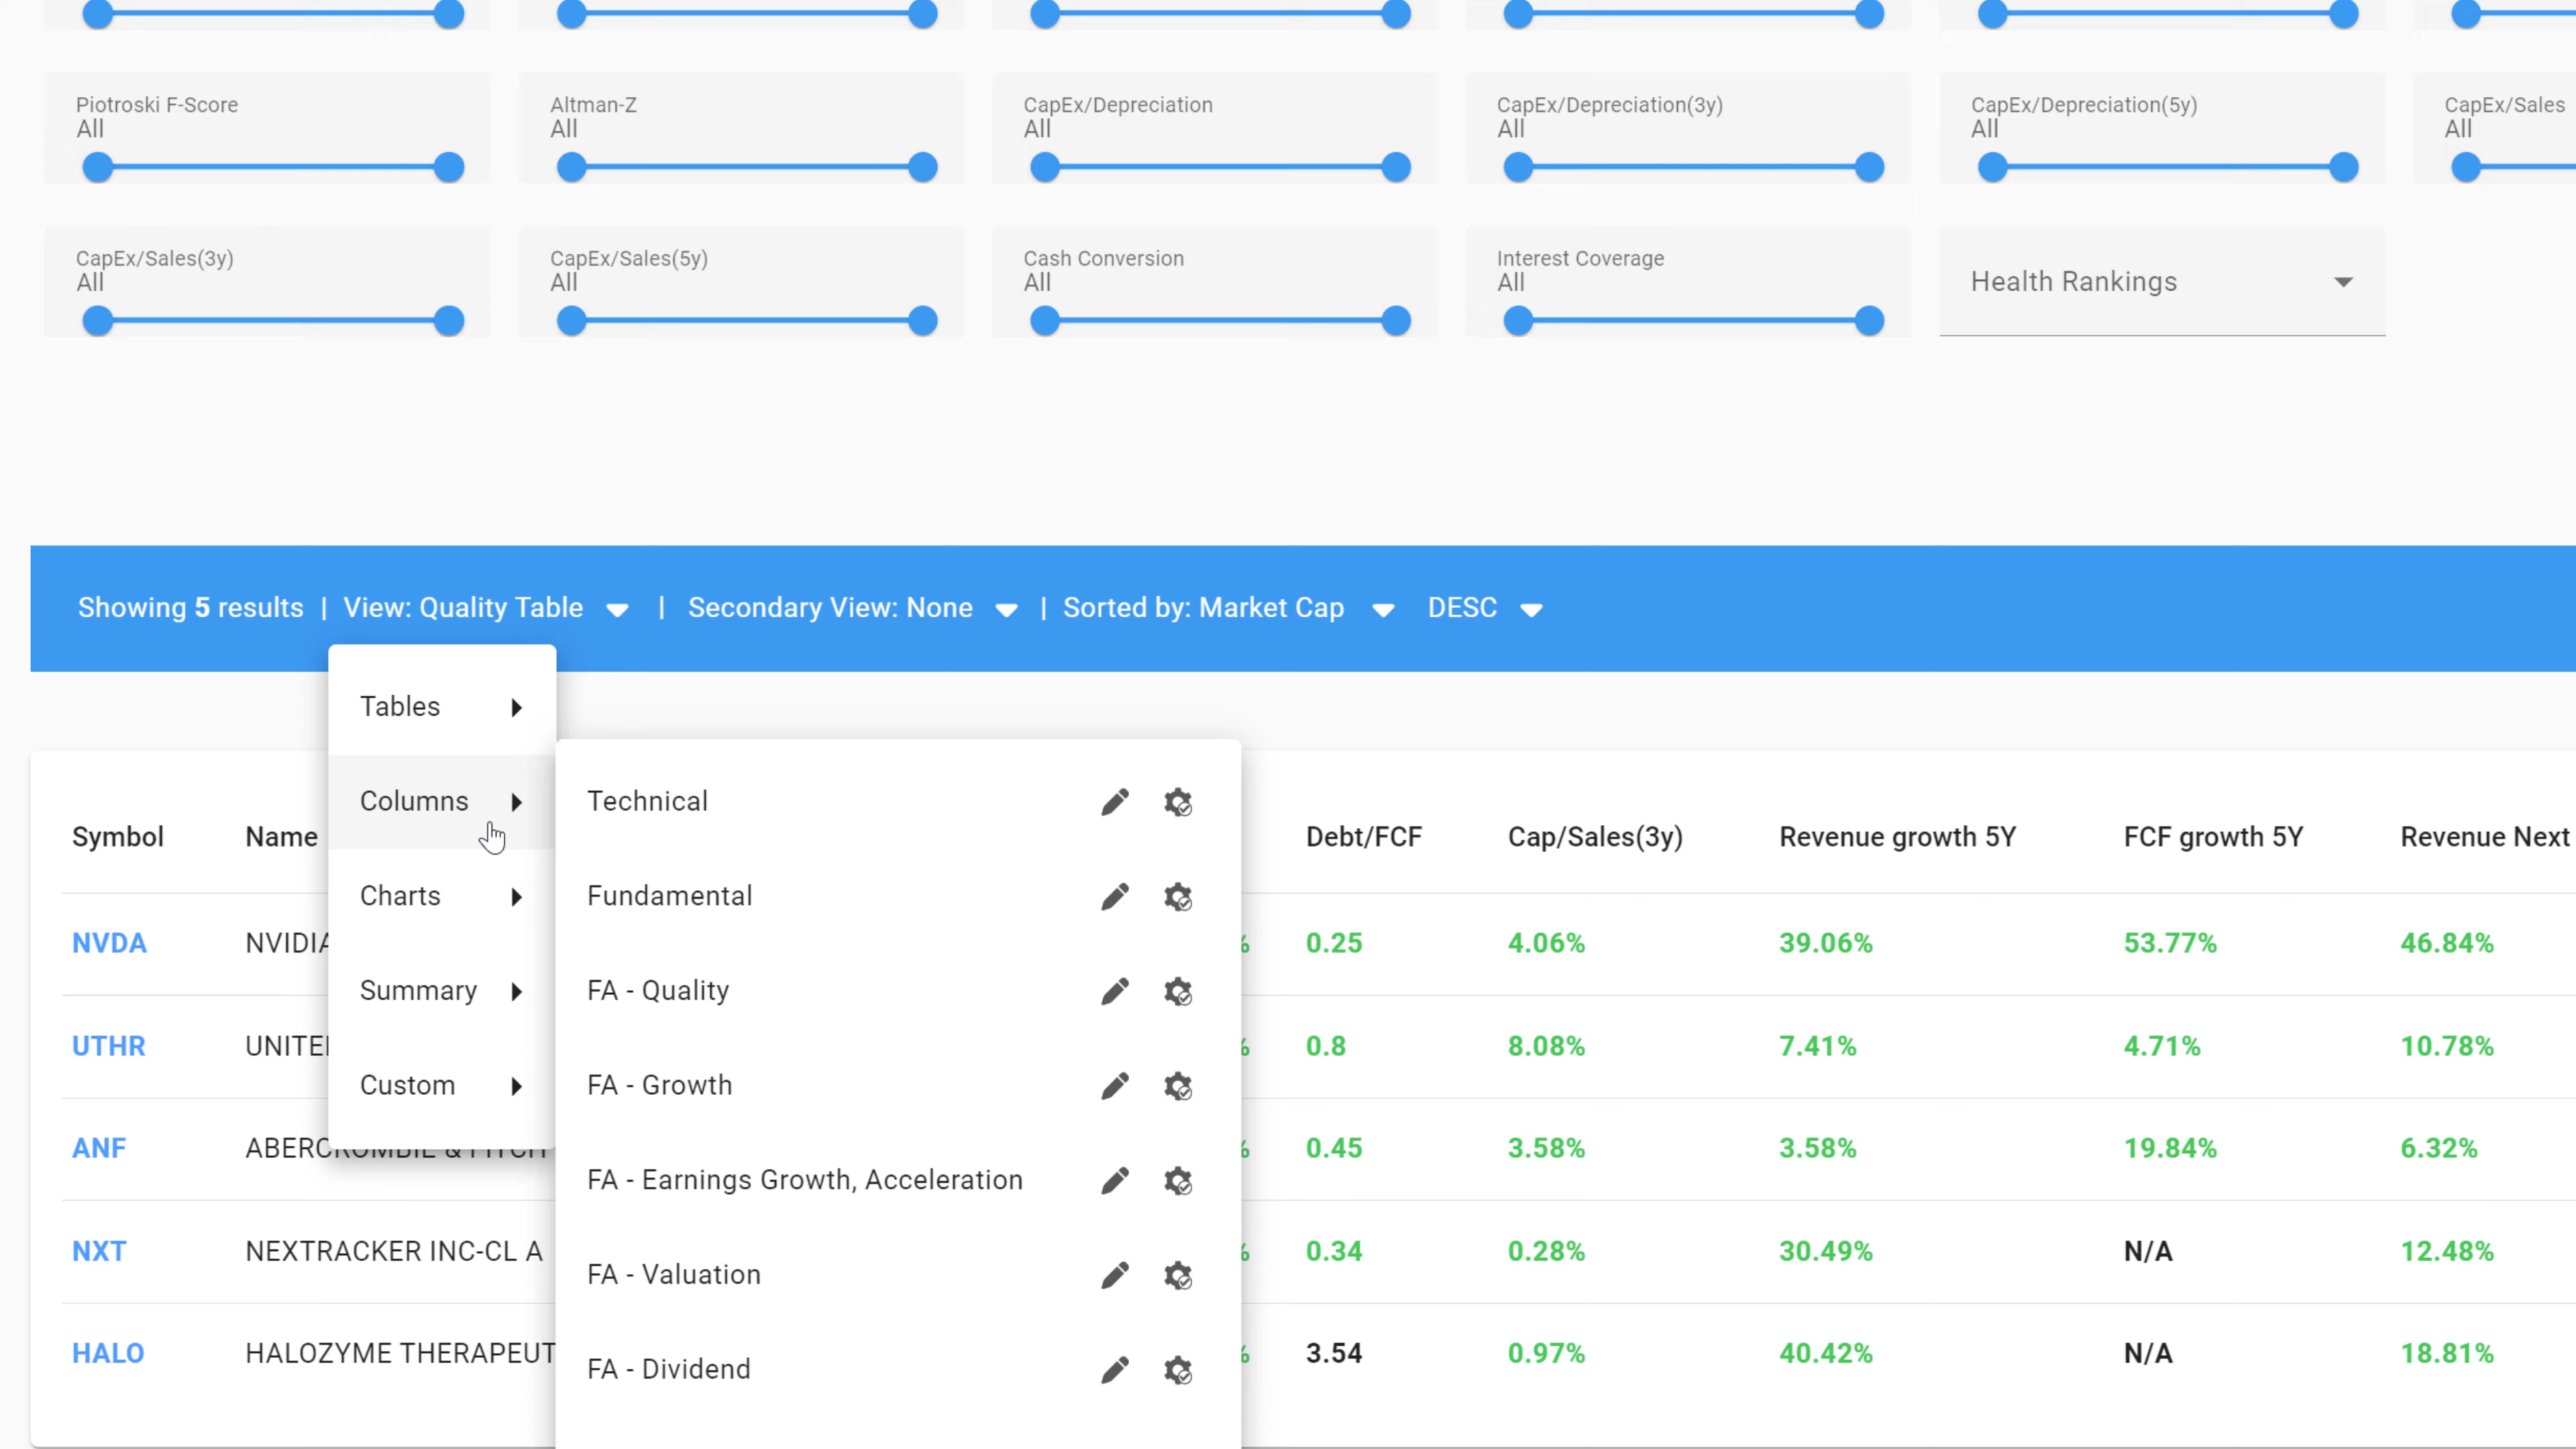 Piotroski F-Score
All
Altman-Z
All
CapEx/Depreciation
All
CapEx/Depreciation(3y)
All
CapEx/Depreciation(5y)
All
CapEx/Sales
All
CapEx/Sales(3y)
All
CapEx/Sales(5y)
All
Cash Conversion
All
Interest Coverage
All
Health Rankings
Showing 5 results | View: Quality Table | Secondary View: None | Sorted by: Market Cap DESC
Tables
Columns
Charts
Summary
Custom
Technical
Fundamental
FA - Quality
FA - Growth
FA - Earnings Growth, Acceleration
FA - Valuation
FA - Dividend
Symbol Name Debt/FCF Cap/Sales(3y) Revenue growth 5Y FCF growth 5Y Revenue Next
NVDA NVIDIA % 0.25 4.06% 39.06% 53.77% 46.84%
UTHR UNITE % 0.8 8.08% 7.41% 4.71% 10.78%
ANF ABERCROMBIE & FITCH % 0.45 3.58% 3.58% 19.84% 6.32%
NXT NEXTRACKER INC-CL A % 0.34 0.28% 30.49% N/A 12.48%
HALO HALOZYME THERAPEUT % 3.54 0.97% 40.42% N/A 18.81%